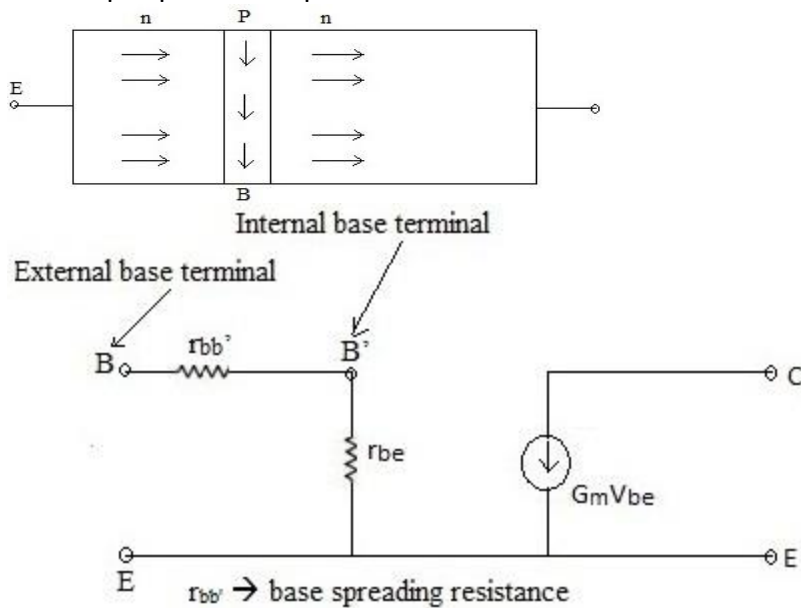 n P n
E
B
Internal base terminal
External base terminal
B rbb' B' C
rbe
GmVbe
E E
rbb' → base spreading resistance